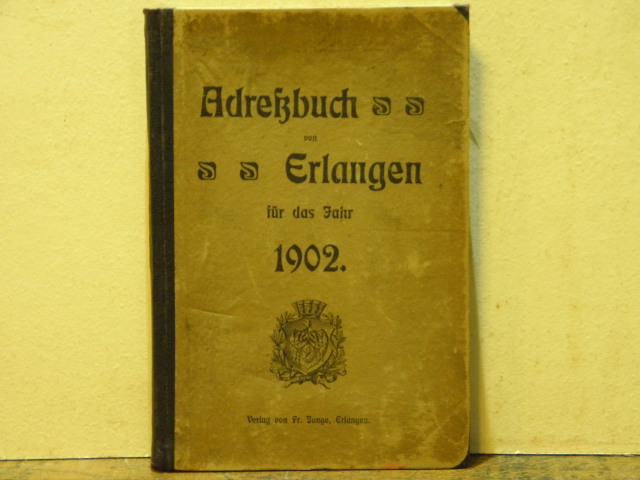 Adreßbuch
von
Erlangen
für das Jahr
1902.
Verlag von Fr. Junge, Erlangen.